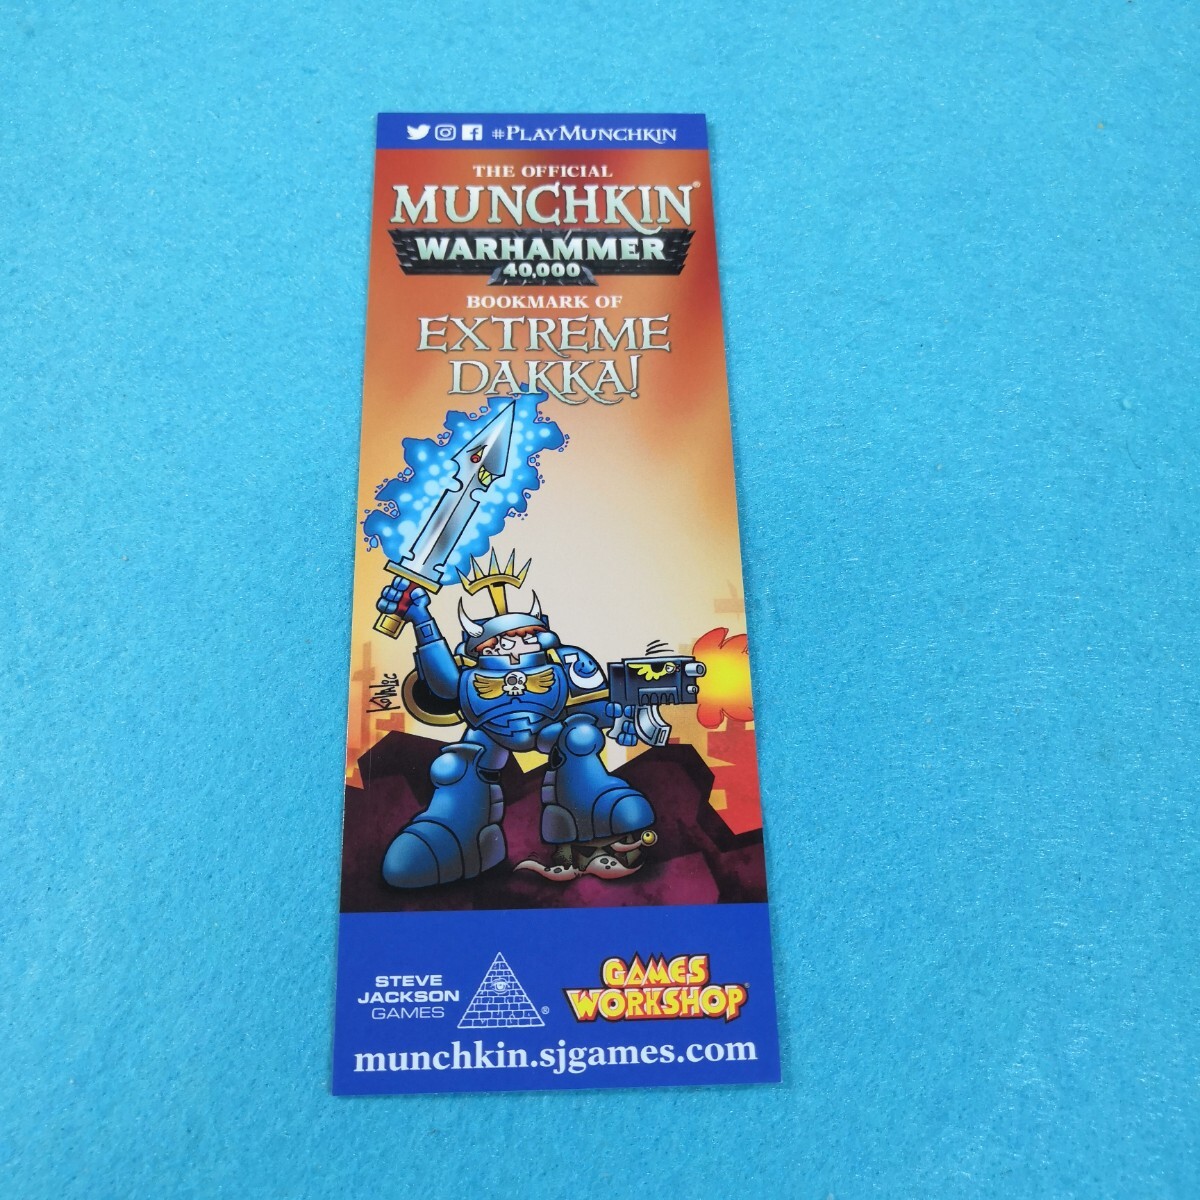 #PLAYMUNCHKIN
THE OFFICIAL
MUNCHKIN®
WARHAMMER
40,000
BOOKMARK OF
EXTREME
DAKKA!
KOVALIC
STEVE
JACKSON
GAMES
®
GAMES
WORKSHOP®
munchkin.sjgames.com